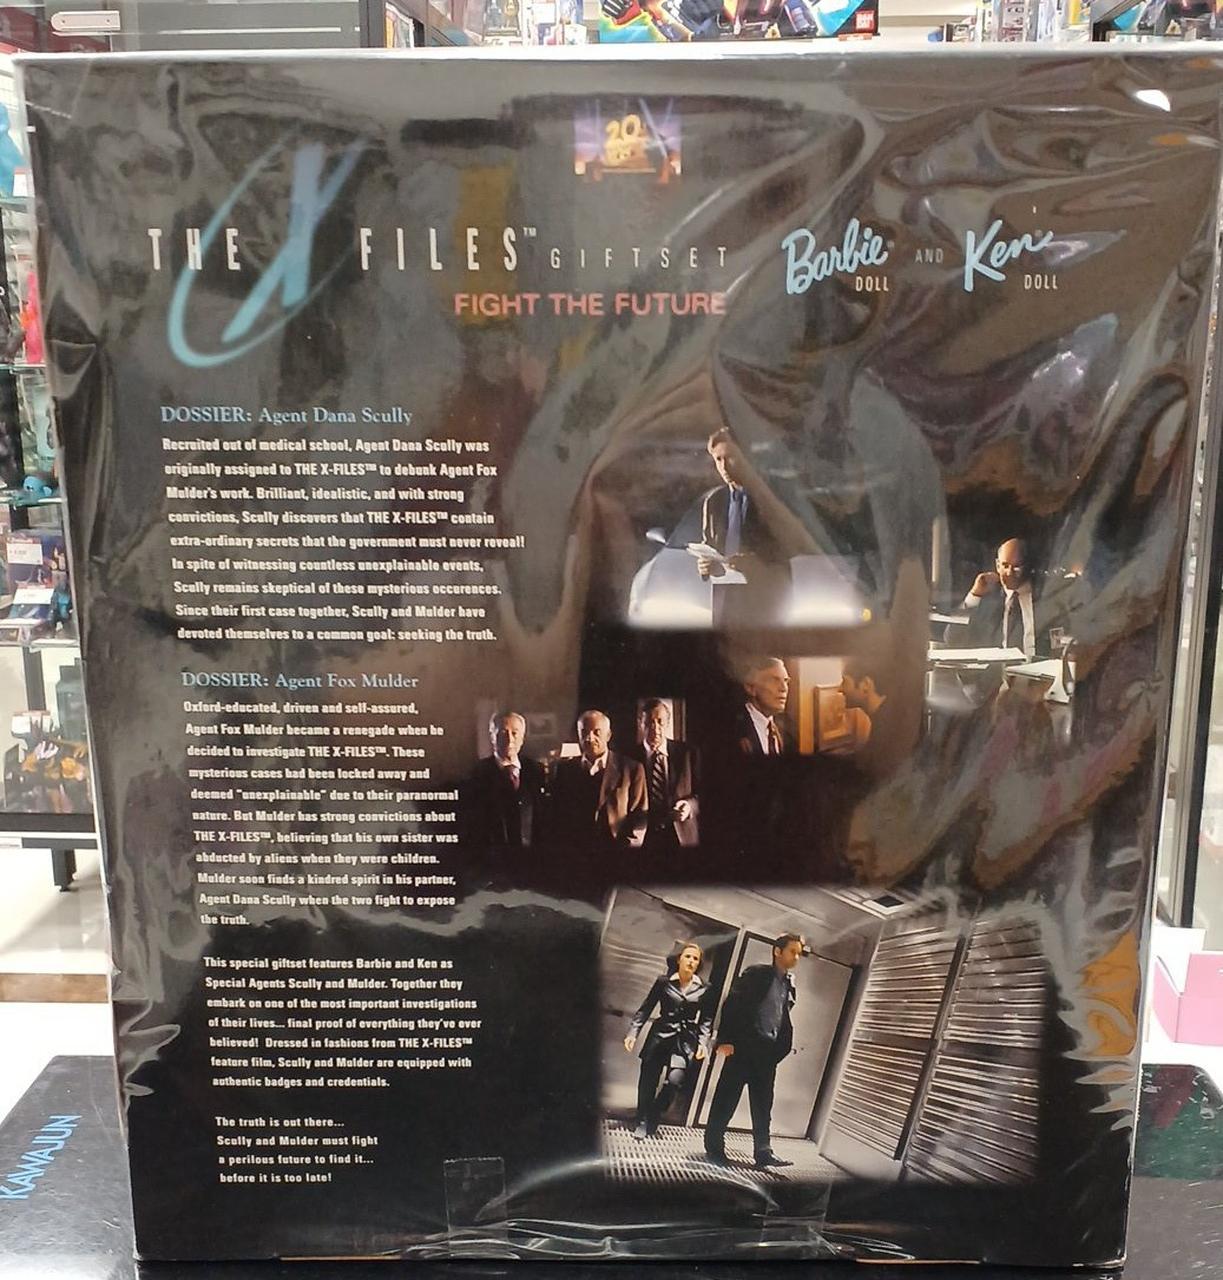 20
THE X FILES™ GIFTSET Barbie® DOLL AND Ken® DOLL
FIGHT THE FUTURE
DOSSIER: Agent Dana Scully
Recruited out of medical school, Agent Dana Scully was
originally assigned to THE X-FILES™ to debunk Agent Fox
Mulder's work. Brilliant, idealistic, and with strong
convictions, Scully discovers that THE X-FILES™ contain
extra-ordinary secrets that the government must never reveal!
In spite of witnessing countless unexplainable events,
Scully remains skeptical of these mysterious occurences.
Since their first case together, Scully and Mulder have
devoted themselves to a common goal: seeking the truth.
DOSSIER: Agent Fox Mulder
Oxford-educated, driven and self-assured,
Agent Fox Mulder became a renegade when he
decided to investigate THE X-FILES™. These
mysterious cases had been locked away and
deemed "unexplainable" due to their paranormal
nature. But Mulder has strong convictions about
THE X-FILES™, believing that his own sister was
abducted by aliens when they were children.
Mulder soon finds a kindred spirit in his partner,
Agent Dana Scully when the two fight to expose
the truth.
This special giftset features Barbie and Ken as
Special Agents Scully and Mulder. Together they
embark on one of the most important investigations
of their lives... final proof of everything they've ever
believed! Dressed in fashions from THE X-FILES™
feature film, Scully and Mulder are equipped with
authentic badges and credentials.
The truth is out there...
Scully and Mulder must fight
a perilous future to find it...
before it is too late!
KAWAJUN